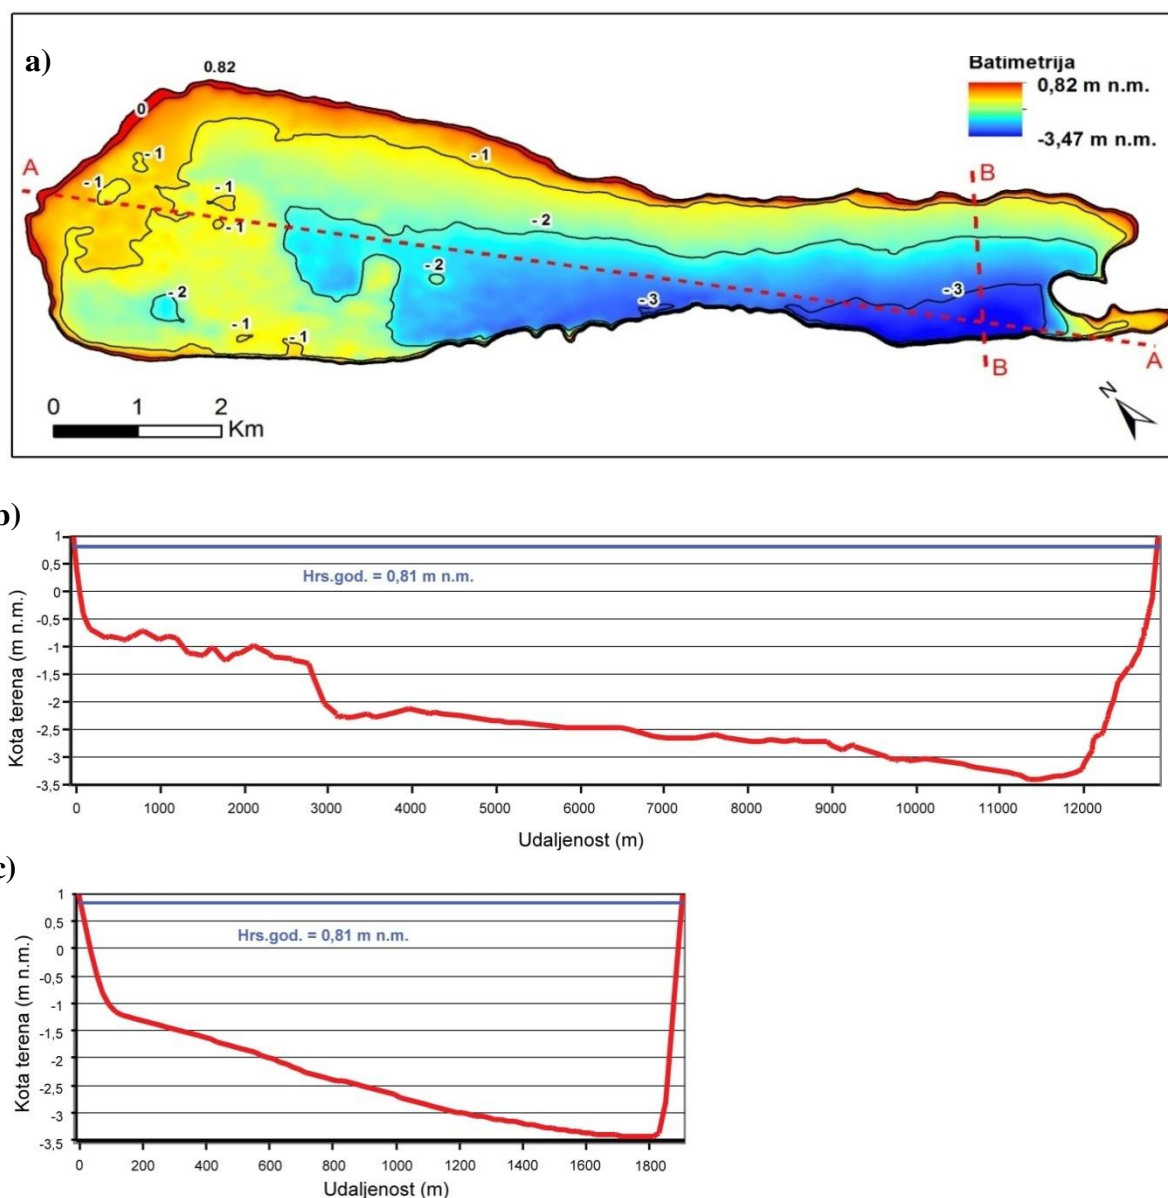 a)
0.82
Batimetrija
0,82 m n.m.
-3,47 m n.m.
0
-1
-1
-1
-1
-1
A
B
-2
-2
-2
-3
-3
-1
-1
B
A
N
0 1 2
Km
b)
1
0,5
0
-0,5
-1
-1,5
-2
-2,5
-3
-3,5
Kota terena (m n.m.)
Hrs.god. = 0,81 m n.m.
0 1000 2000 3000 4000 5000 6000 7000 8000 9000 10000 11000 12000
Udaljenost (m)
c)
1
0,5
0
-0,5
-1
-1,5
-2
-2,5
-3
-3,5
Kota terena (m n.m.)
Hrs.god. = 0,81 m n.m.
0 200 400 600 800 1000 1200 1400 1600 1800
Udaljenost (m)